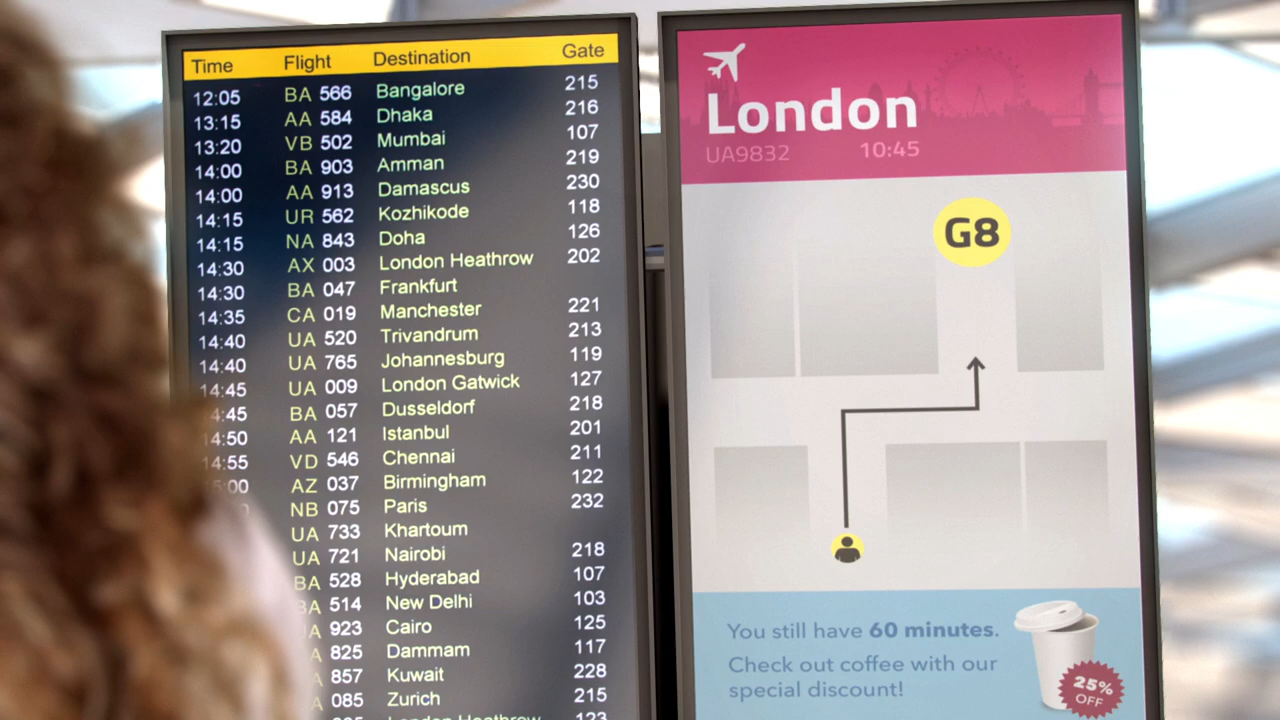 Time Flight Destination Gate
12:05 BA 566 Bangalore 215
13:15 AA 584 Dhaka 216
13:20 VB 502 Mumbai 107
14:00 BA 903 Amman 219
14:00 AA 913 Damascus 230
14:15 UR 562 Kozhikode 118
14:15 NA 843 Doha 126
14:30 AX 003 London Heathrow 202
14:30 BA 047 Frankfurt
14:35 CA 019 Manchester 221
14:40 UA 520 Trivandrum 213
14:40 UA 765 Johannesburg 119
14:45 UA 009 London Gatwick 127
4:45 BA 057 Dusseldorf 218
14:50 AA 121 Istanbul 201
14:55 VD 546 Chennai 211
5:00 AZ 037 Birmingham 122
NB 075 Paris 232
UA 733 Khartoum
UA 721 Nairobi 218
BA 528 Hyderabad 107
BA 514 New Delhi 103
A 923 Cairo 125
A 825 Dammam 117
857 Kuwait 228
085 Zurich 215
London Heathrow 123
London
UA9832 10:45
G8
You still have 60 minutes.
Check out coffee with our
special discount!
25%
OFF